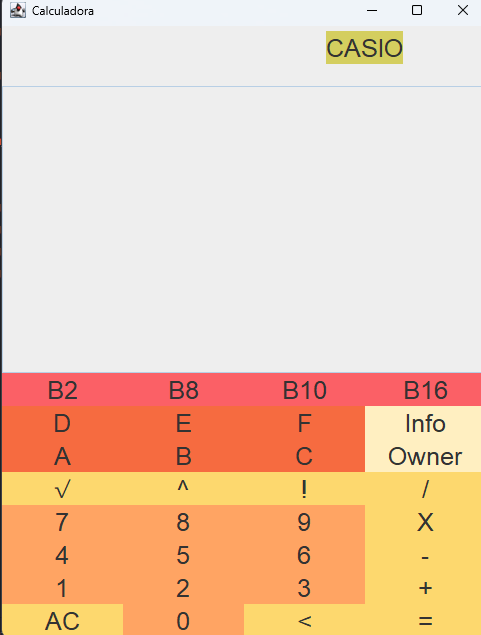 Calculadora
CASIO
B2 B8 B10 B16
D E F Info
A B C Owner
√ ^ ! /
7 8 9 X
4 5 6 -
1 2 3 +
AC 0 < =